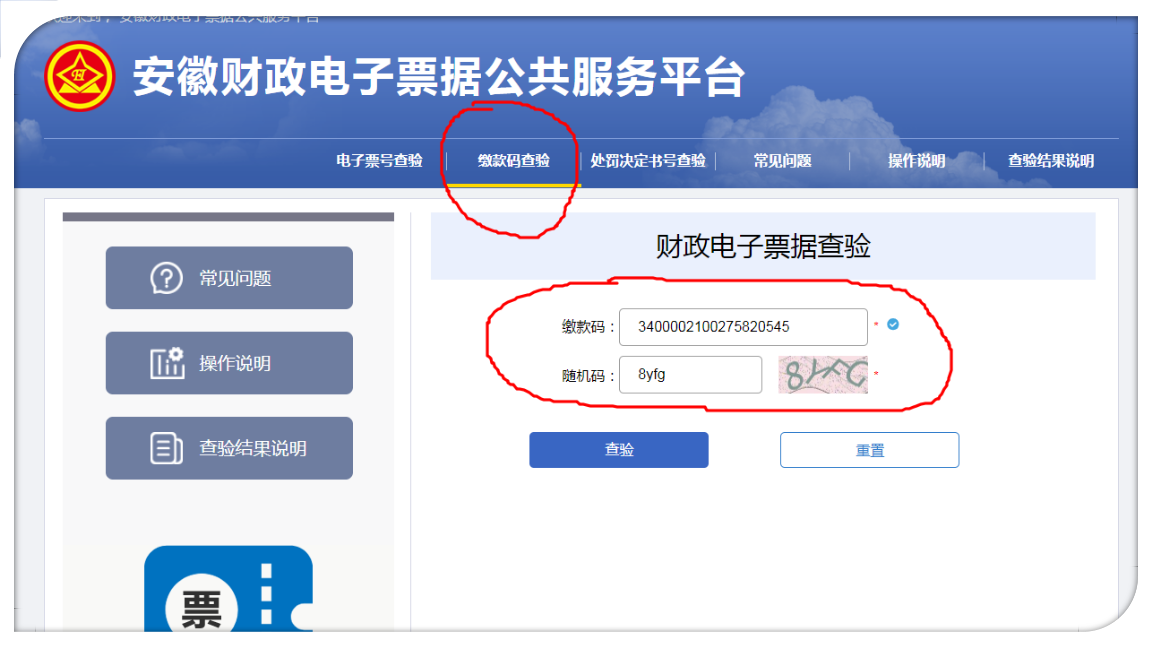 安徽财政电子票据公共服务平台
电子票号查验 缴款码查验 处罚决定书号查验 常见问题 操作说明 查验结果说明
财政电子票据查验
常见问题
操作说明
查验结果说明
缴款码： 3400002100275820545 *
随机码： 8yfg *
查验 重置
票